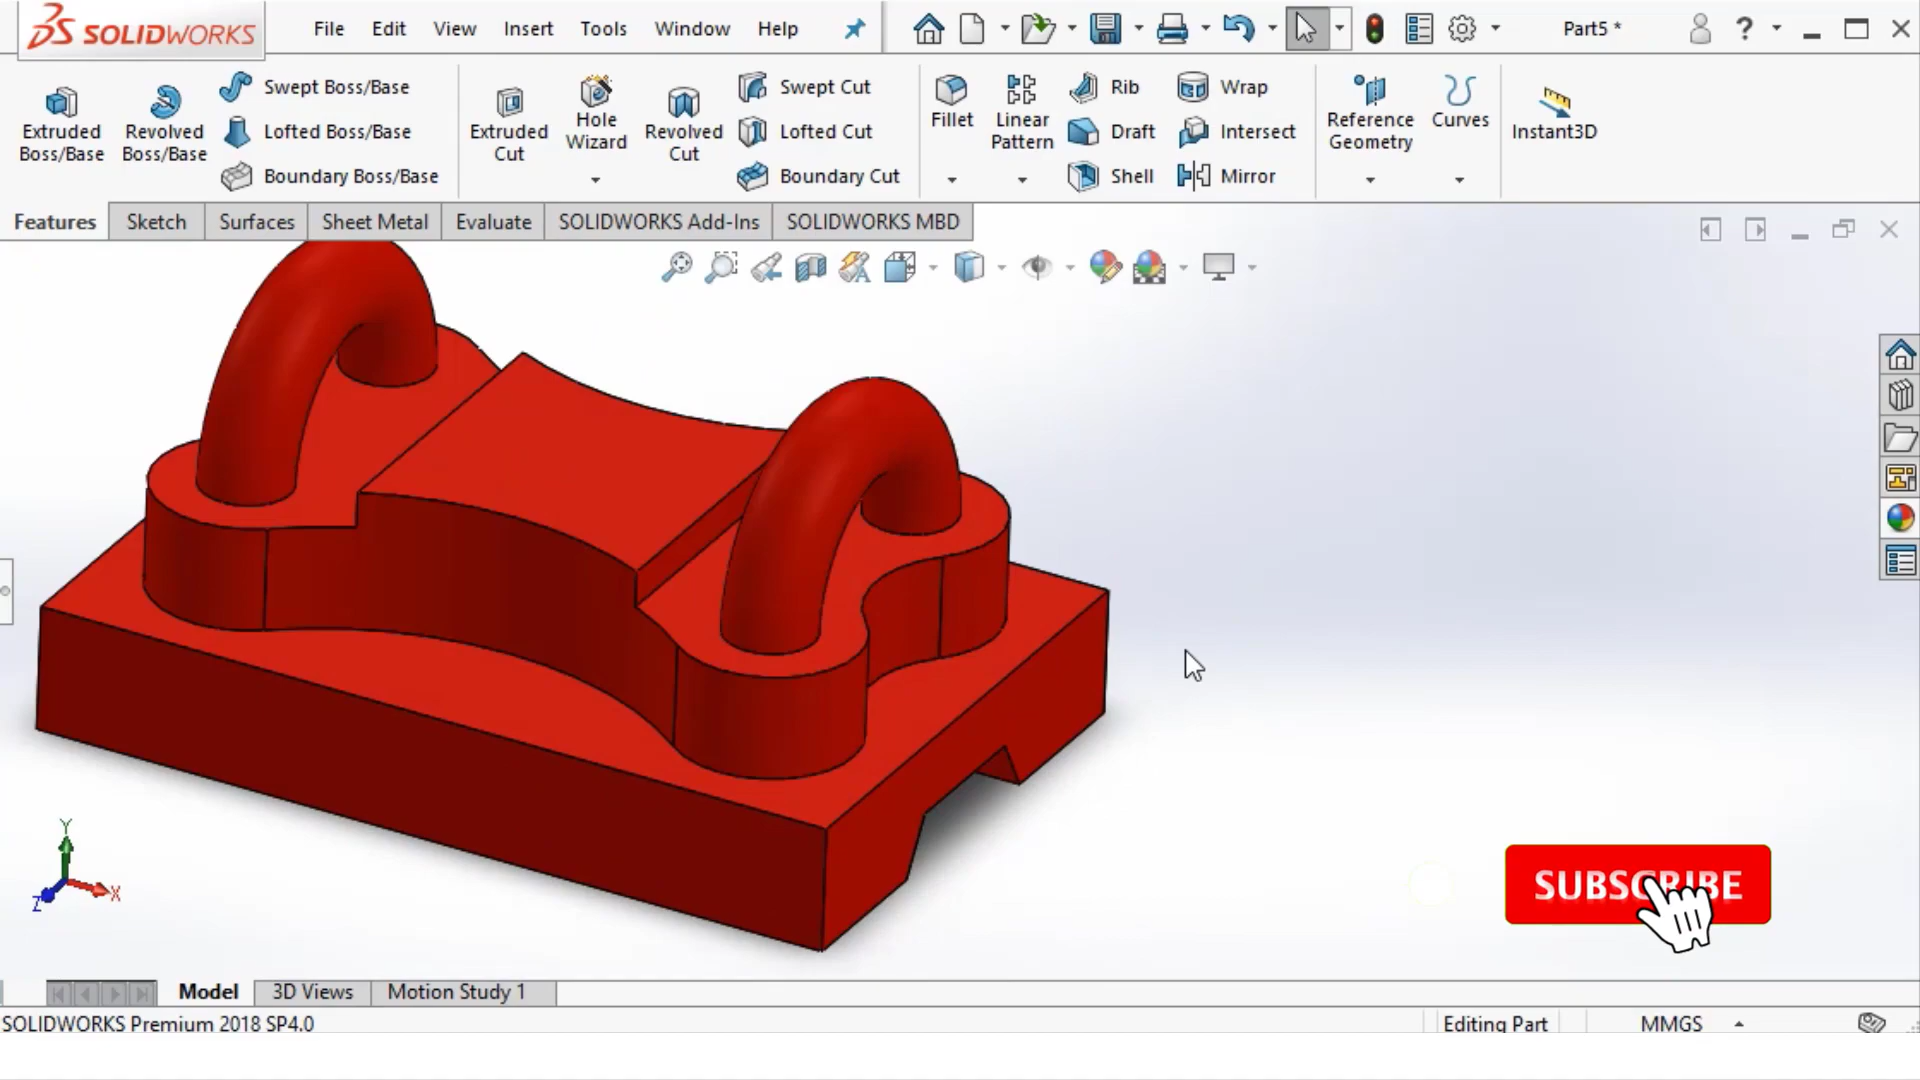 SOLIDWORKS File Edit View Insert Tools Window Help Part5 * ?
Swept Boss/Base Swept Cut Rib Wrap
Extruded Boss/Base
Revolved Boss/Base
Lofted Boss/Base
Boundary Boss/Base
Extruded Cut
Hole Wizard
Revolved Cut
Lofted Cut
Boundary Cut
Fillet
Linear Pattern
Draft
Shell
Intersect
Mirror
Reference Geometry
Curves
Instant3D
Features Sketch Surfaces Sheet Metal Evaluate SOLIDWORKS Add-Ins SOLIDWORKS MBD
Y
X
Z
SUBSCRIBE
Model 3D Views Motion Study 1
SOLIDWORKS Premium 2018 SP4.0 Editing Part MMGS